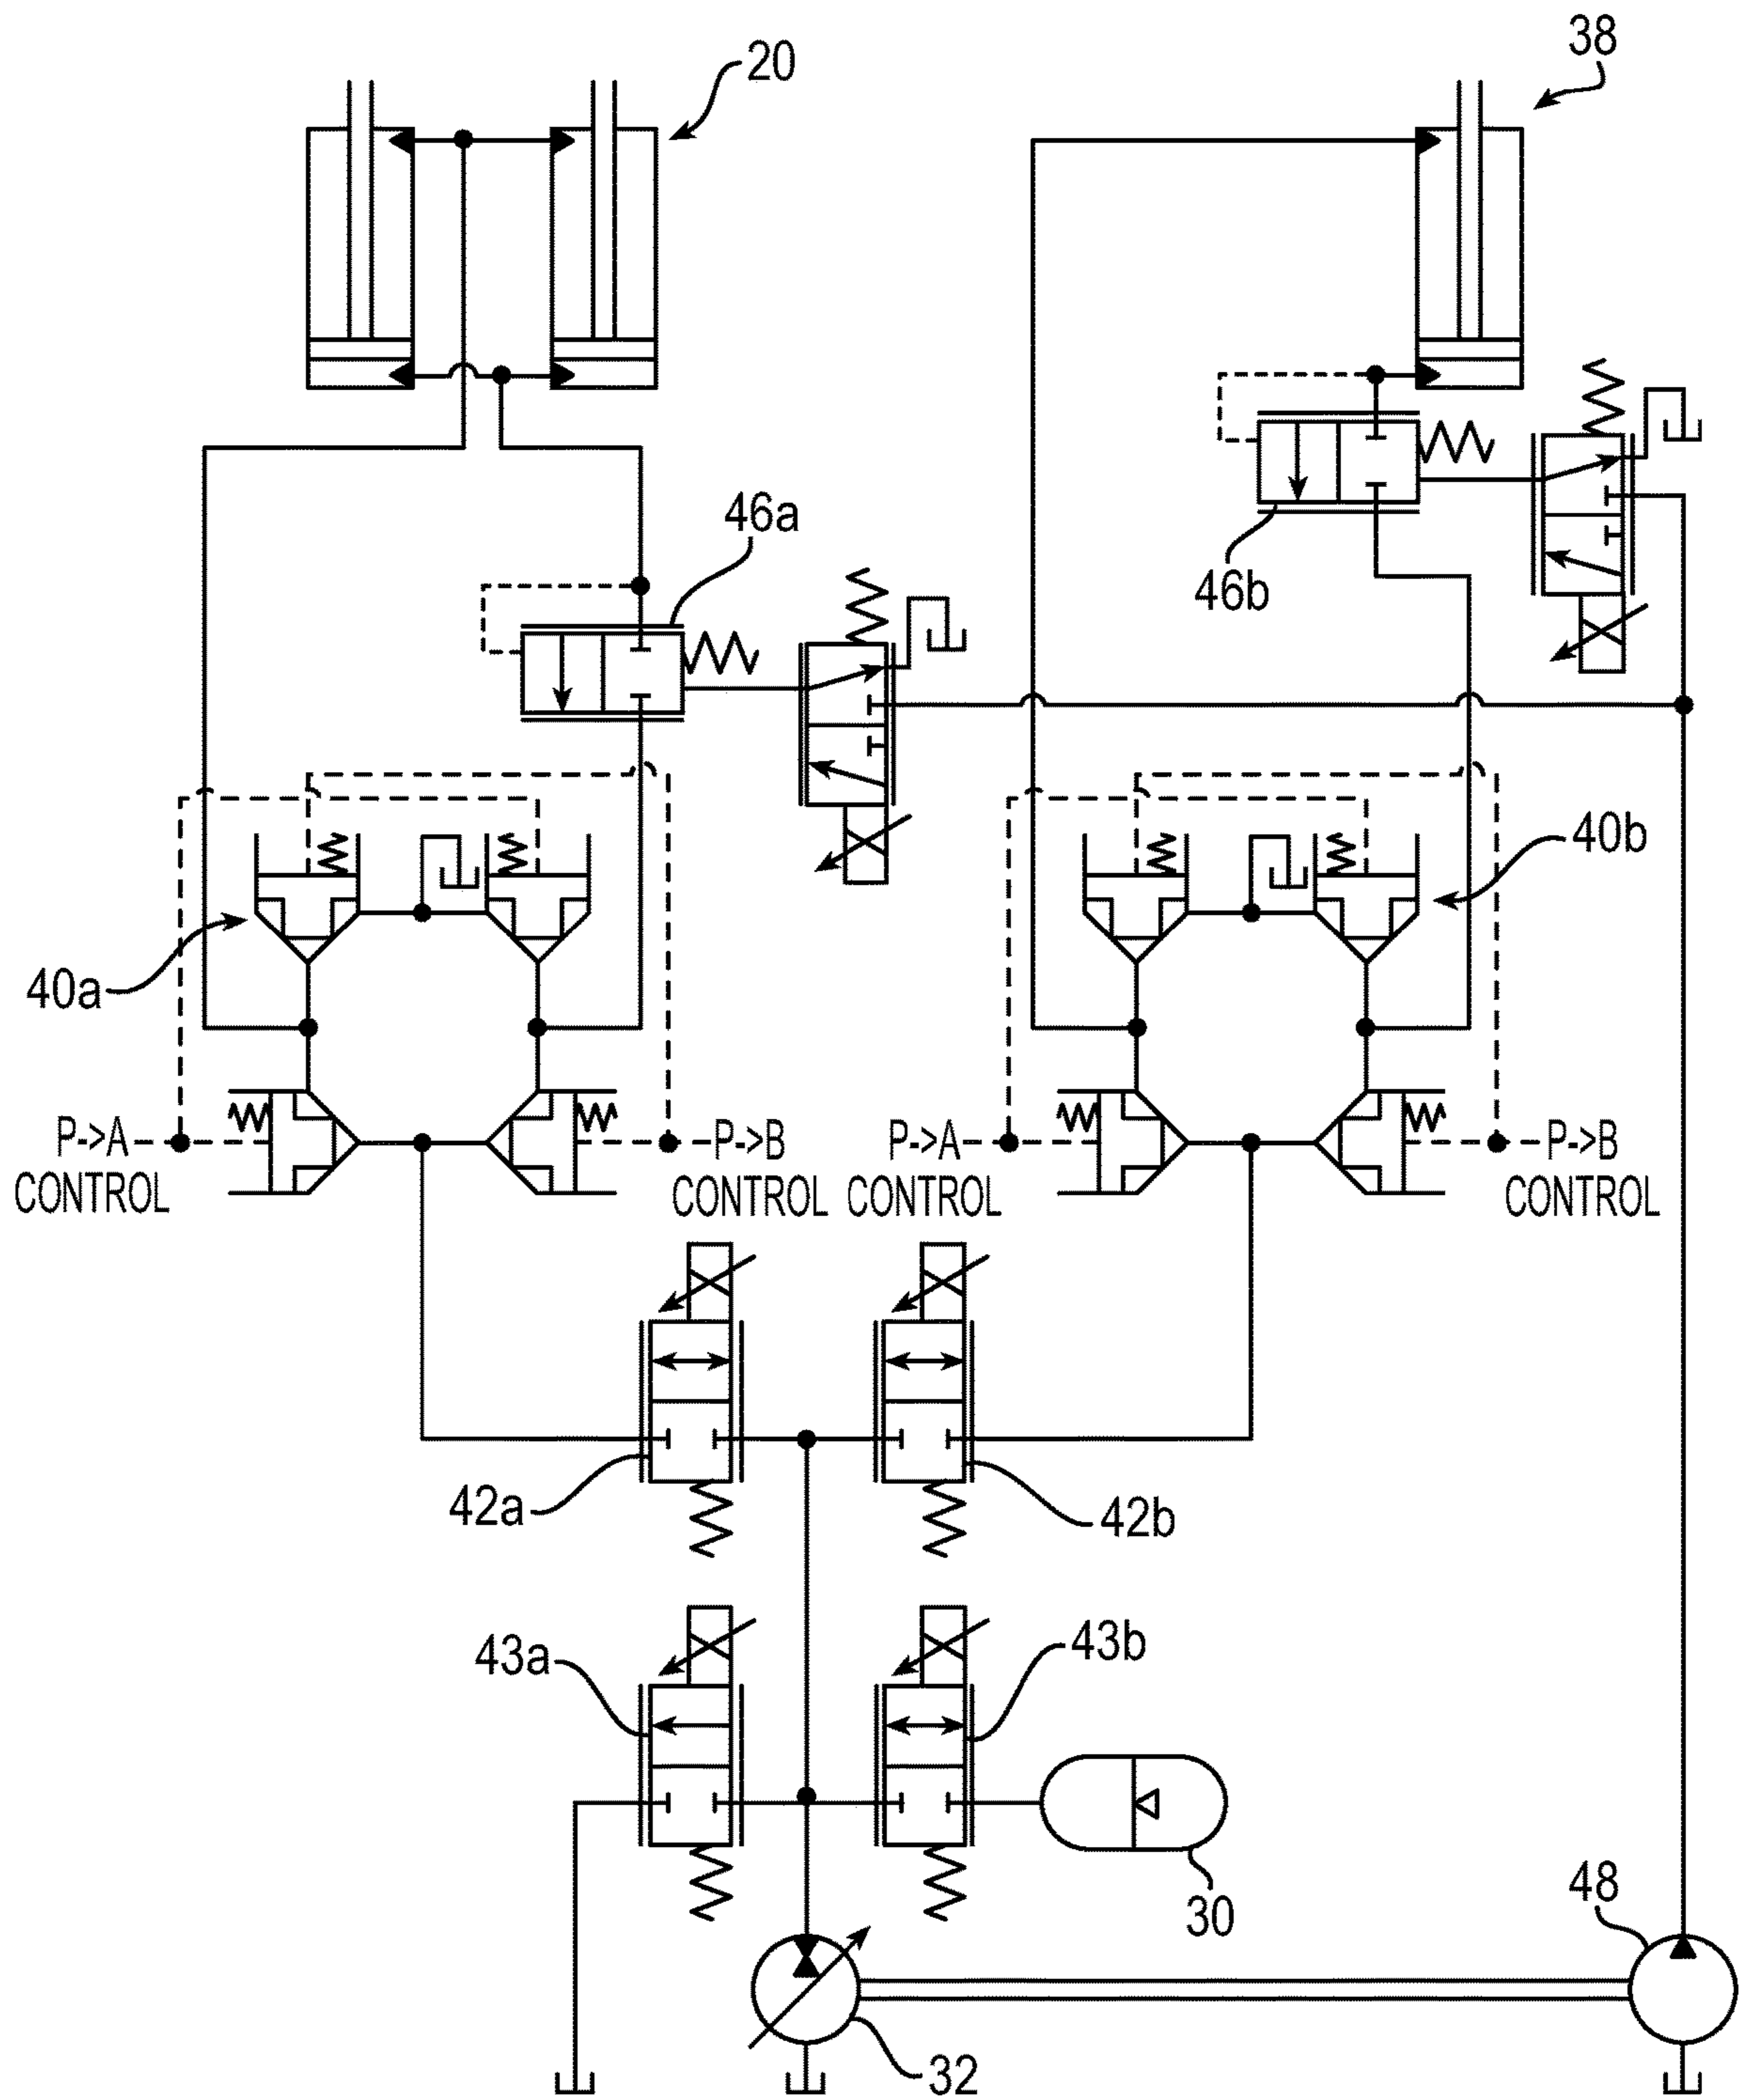 20
38
46a
46b
40a
40b
P->A
CONTROL
P->B
CONTROL
P->A
CONTROL
P->B
CONTROL
42a
42b
43a
43b
30
48
32